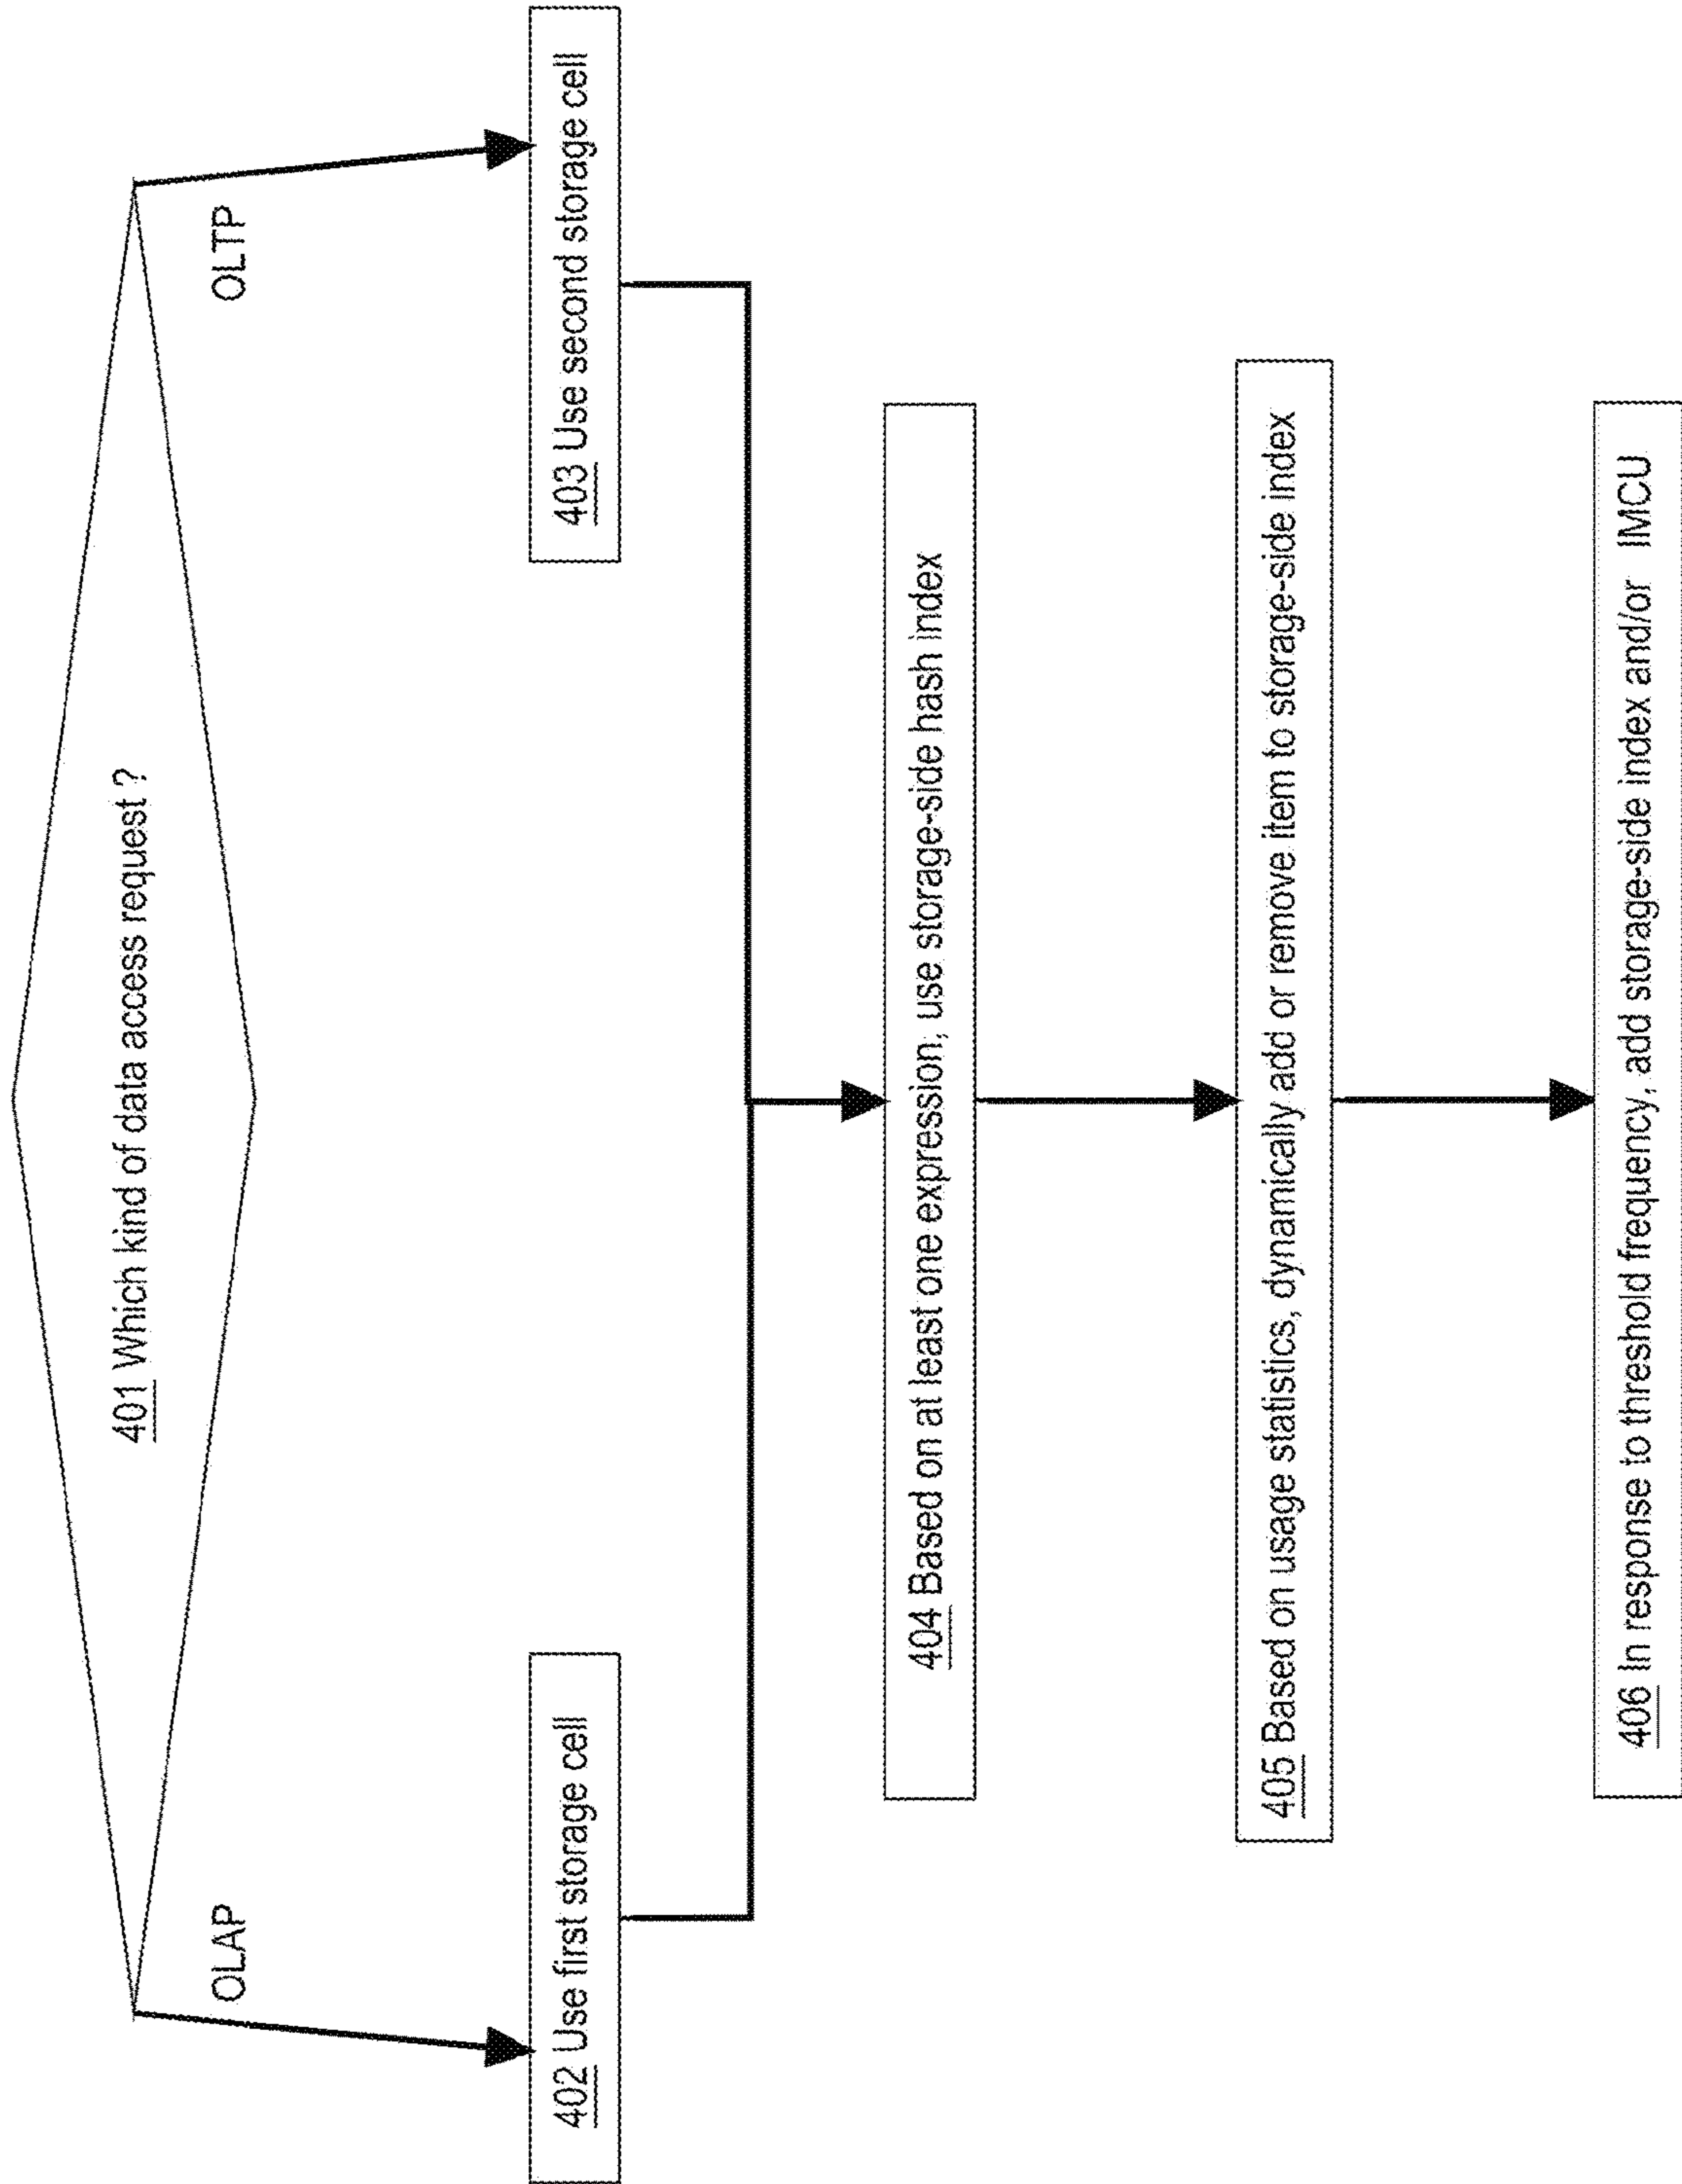 401 Which kind of data access request ?
OLAP
OLTP
402 Use first storage cell
403 Use second storage cell
404 Based on at least one expression, use storage-side hash index
405 Based on usage statistics, dynamically add or remove item to storage-side index
406 In response to threshold frequency, add storage-side index and/or IMCU